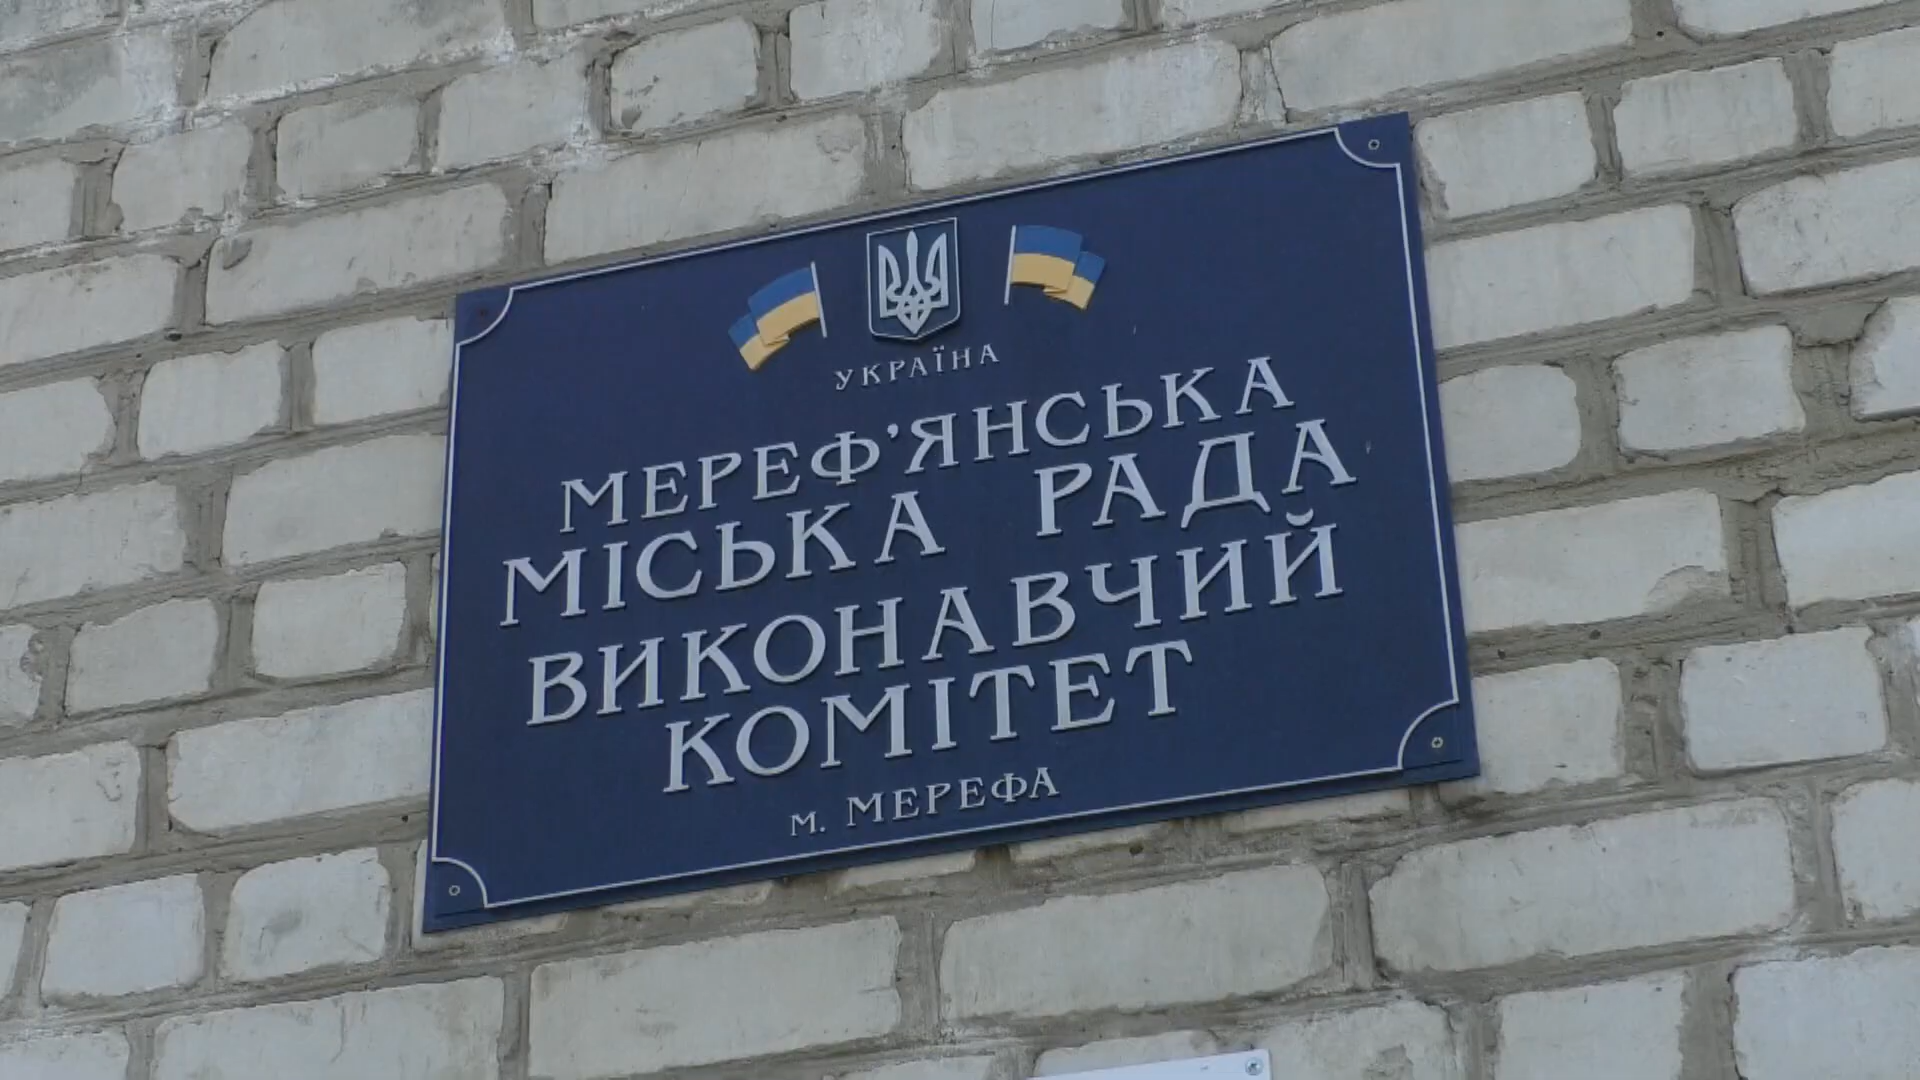 УКРАЇНА
МЕРЕФ’ЯНСЬКА
МІСЬКА РАДА
ВИКОНАВЧИЙ
КОМІТЕТ
М. МЕРЕФА